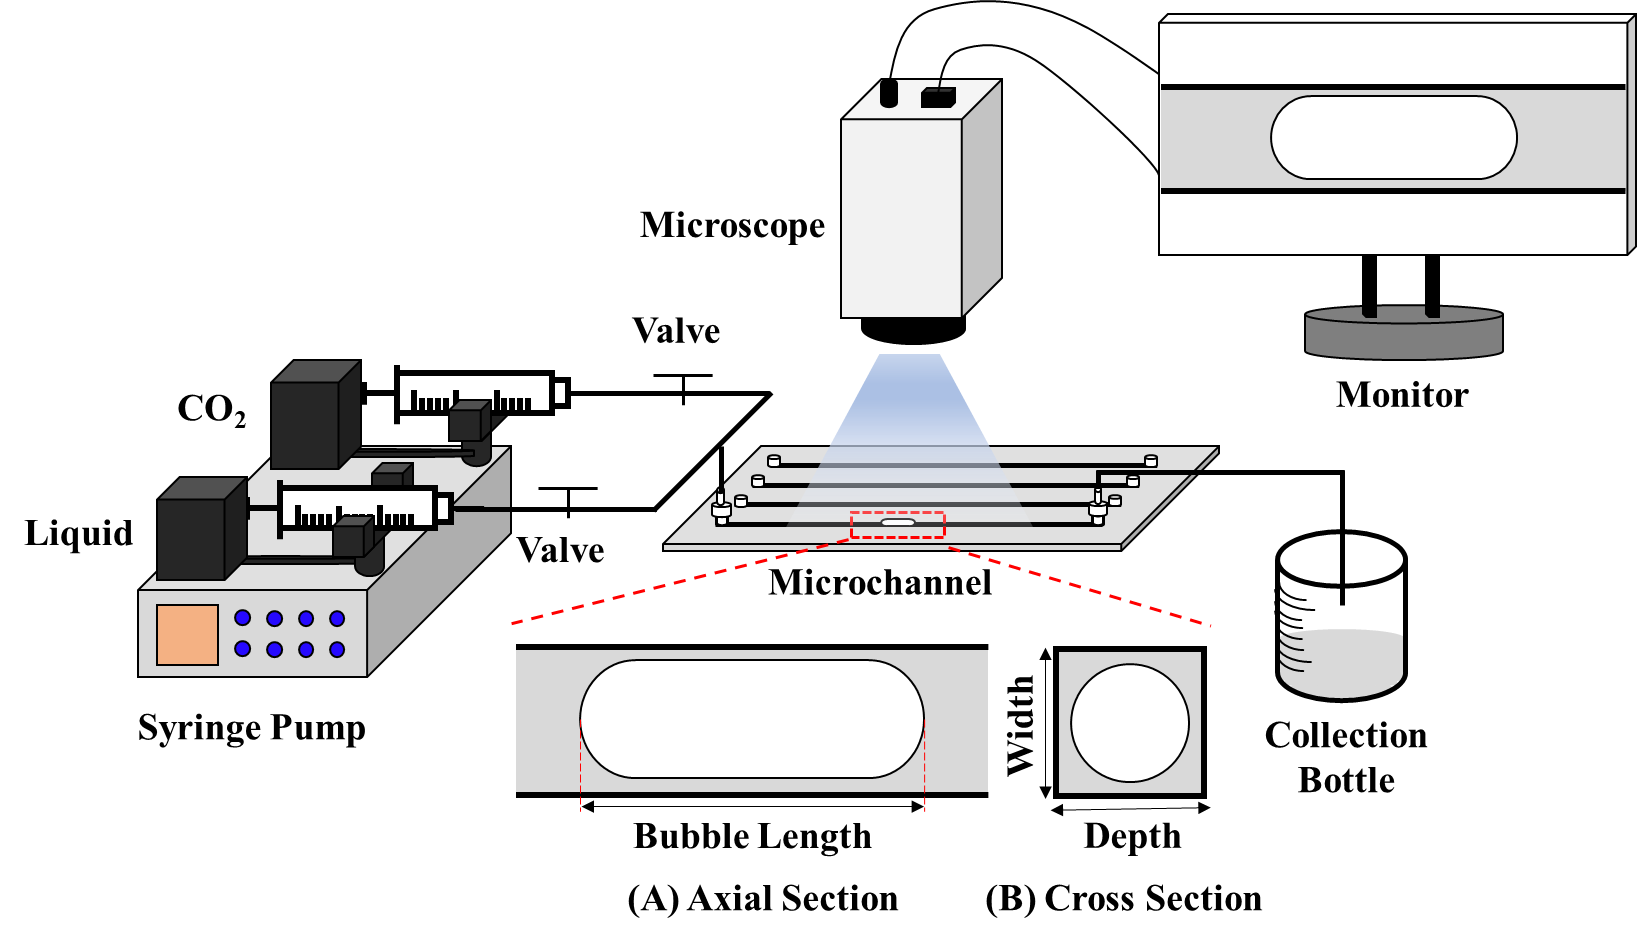 Microscope
Valve
Monitor
CO₂
Liquid
Valve
Microchannel
Syringe Pump
Width
Collection
Bottle
Bubble Length
Depth
(A) Axial Section
(B) Cross Section